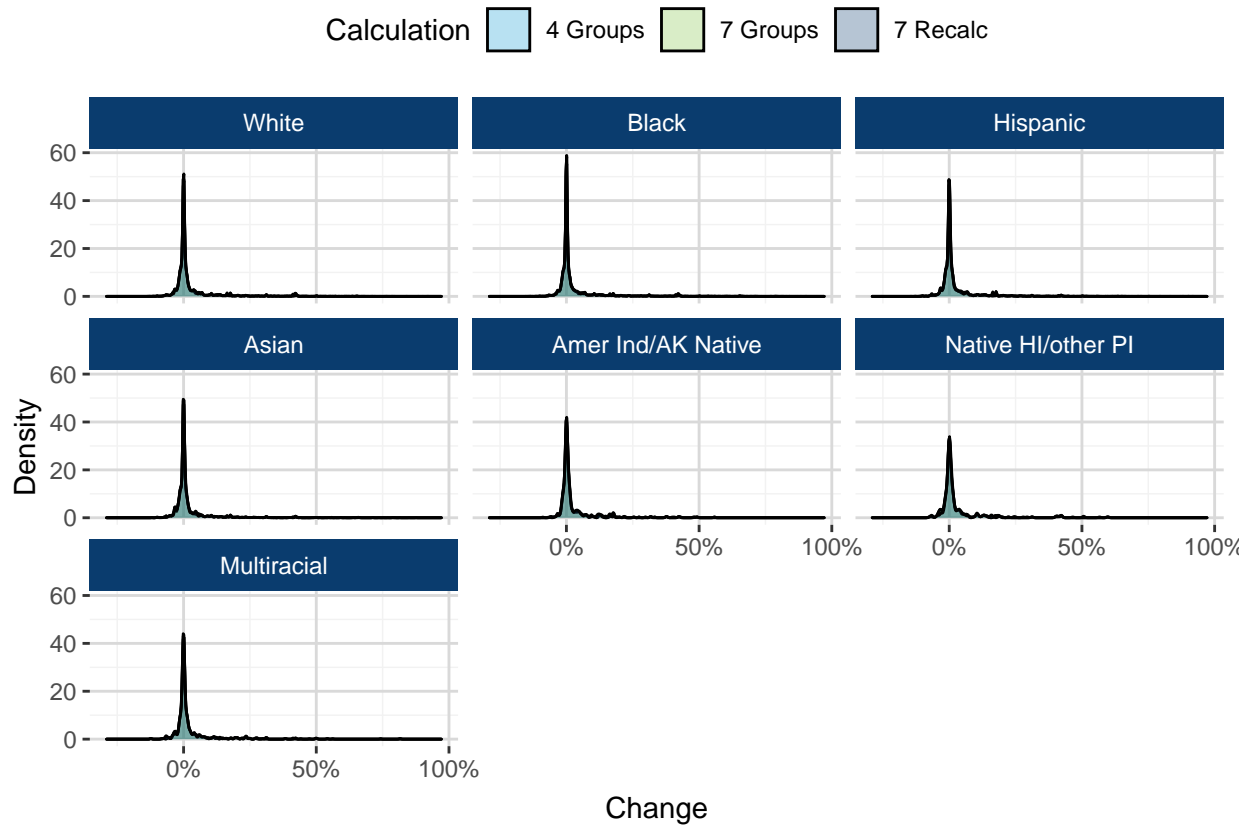 Calculation 4 Groups 7 Groups 7 Recalc
White Black Hispanic
60
40
20
0
Asian Amer Ind/AK Native Native HI/other PI
60
40
20
0
0% 50% 100% 0% 50% 100%
Multiracial
60
40
20
0
0% 50% 100%
Density
Change